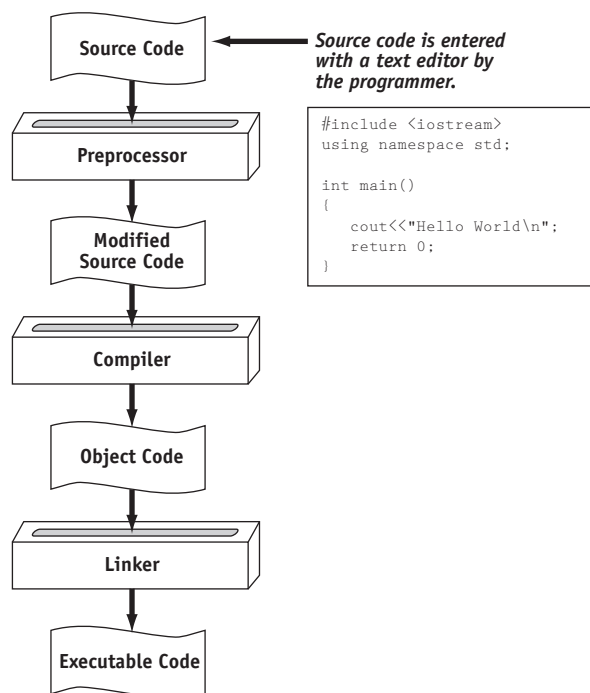 Source Code
Source code is entered
with a text editor by
the programmer.
#include <iostream>
using namespace std;
int main()
{
cout<<"Hello World\n";
return 0;
}
Preprocessor
Modified
Source Code
Compiler
Object Code
Linker
Executable Code